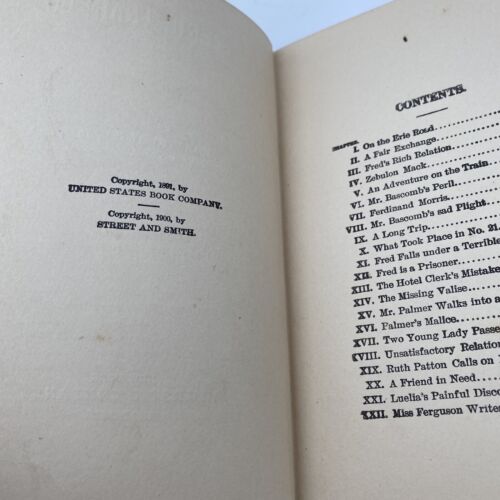 Copyright, 1891, by
UNITED STATES BOOK COMPANY.
Copyright, 1900, by
STREET AND SMITH.
CONTENTS.
CHAPTER.
I. On the Erie Road.
II. A Fair Exchange
III. Fred's Rich Relation
IV. Zebulon Mack
V. An Adventure on the Train
VI. Mr. Bascomb's Peril
VII. Ferdinand Morris
VIII. Mr. Bascomb's sad Plight
IX. A Long Trip
X. What Took Place in No. 21
XI. Fred Falls under a Terrible
XII. Fred is a Prisoner
XIII. The Hotel Clerk's Mistake
XIV. The Missing Valise
XV. Mr. Palmer Walks into a
XVI. Palmer's Malice
XVII. Two Young Lady Passe
XVIII. Unsatisfactory Relation
XIX. Ruth Patton Calls on
XX. A Friend in Need
XXI. Luelia's Painful Disco
XXII. Miss Ferguson Writes